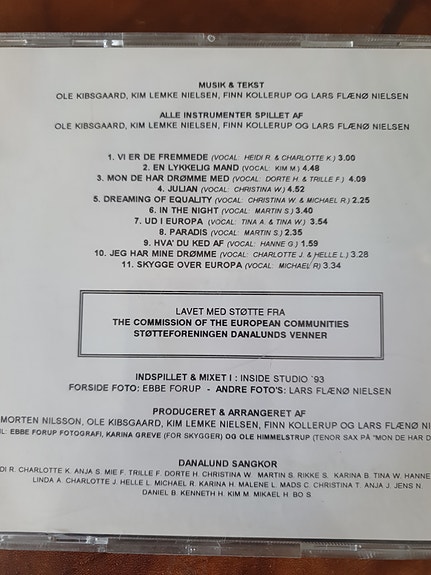 MUSIK & TEKST
OLE KIBSGAARD, KIM LEMKE NIELSEN, FINN KOLLERUP OG LARS FLÆNØ NIELSEN
ALLE INSTRUMENTER SPILLET AF
OLE KIBSGAARD, KIM LEMKE NIELSEN, FINN KOLLERUP OG LARS FLÆNØ NIELSEN
1. VI ER DE FREMMEDE (VOCAL: HEIDI R. & CHARLOTTE K.) 3.00
2. EN LYKKELIG MAND (VOCAL: KIM M.) 4.48
3. MON DE HAR DRØMME MED (VOCAL: DORTE H. & TRILLE F.) 4.09
4. JULIAN (VOCAL: CHRISTINA W.) 4.52
5. DREAMING OF EQUALITY (VOCAL: CHRISTINA W. & MICHAEL R.) 2.25
6. IN THE NIGHT (VOCAL: MARTIN S.) 3.40
7. UD I EUROPA (VOCAL: TINA A. & TINA W.) 3.54
8. PARADIS (VOCAL: MARTIN S.) 2.35
9. HVA' DU KED AF (VOCAL: HANNE G.) 1.59
10. JEG HAR MINE DRØMME (VOCAL: CHARLOTTE J. & HELLE L.) 3.28
11. SKYGGE OVER EUROPA (VOCAL: MICHAEL R) 3.34
LAVET MED STØTTE FRA
THE COMMISSION OF THE EUROPEAN COMMUNITIES
STØTTEFORENINGEN DANALUNDS VENNER
INDSPILLET & MIXET I : INSIDE STUDIO `93
FORSIDE FOTO: EBBE FORUP - ANDRE FOTO'S: LARS FLÆNØ NIELSEN
PRODUCERET & ARRANGERET AF
MORTEN NILSSON, OLE KIBSGAARD, KIM LEMKE NIELSEN, FINN KOLLERUP OG LARS FLÆNØ
EBBE FORUP FOTOGRAFI, KARINA GREVE (FOR SKYGGER) OG OLE HIMMELSTRUP (TENOR SAX PÅ "MON DE HAR
DANALUND SANGKOR
R. CHARLOTTE K. ANJA S. MIE F. TRILLE F. DORTE H. CHRISTINA W. MARTIN S. RIKKE S. KARINA B. TINA W. HANNE
LINDA A. CHARLOTTE J. HELLE L. MICHAEL R. KARINA H. MALENE L. MADS C. CHRISTINA T. ANJA J. JENS N.
DANIEL B. KENNETH H. KIM M. MIKAEL H. BO S